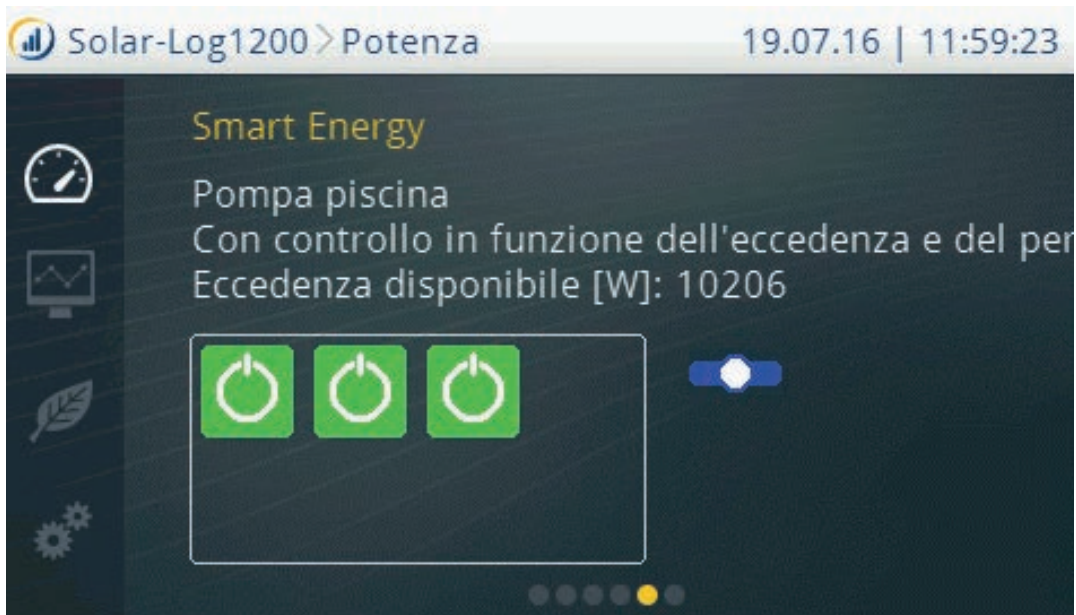 Solar-Log1200 > Potenza 19.07.16 | 11:59:23
Smart Energy
Pompa piscina
Con controllo in funzione dell'eccedenza e del per
Eccedenza disponibile [W]: 10206